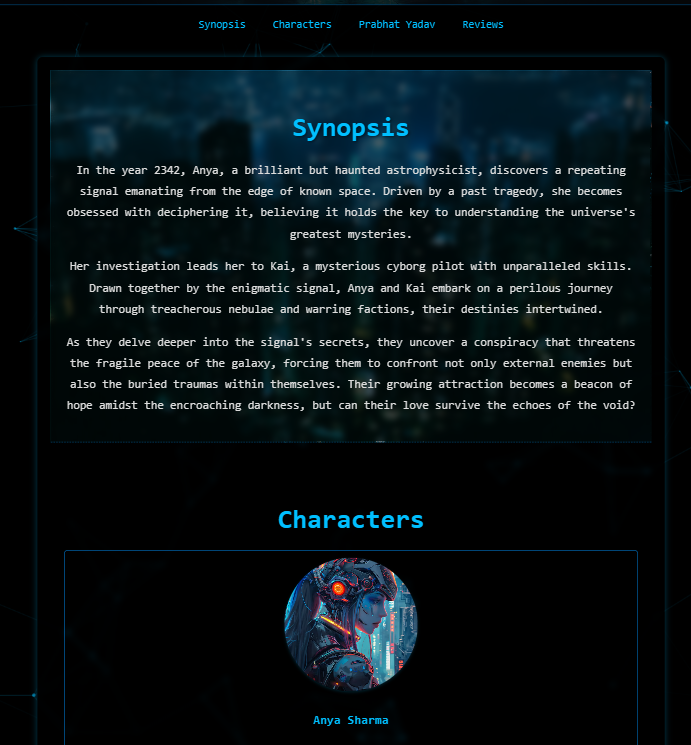 Synopsis Characters Prabhat Yadav Reviews
Synopsis
In the year 2342, Anya, a brilliant but haunted astrophysicist, discovers a repeating
signal emanating from the edge of known space. Driven by a past tragedy, she becomes
obsessed with deciphering it, believing it holds the key to understanding the universe's
greatest mysteries.
Her investigation leads her to Kai, a mysterious cyborg pilot with unparalleled skills.
Drawn together by the enigmatic signal, Anya and Kai embark on a perilous journey
through treacherous nebulae and warring factions, their destinies intertwined.
As they delve deeper into the signal's secrets, they uncover a conspiracy that threatens
the fragile peace of the galaxy, forcing them to confront not only external enemies but
also the buried traumas within themselves. Their growing attraction becomes a beacon of
hope amidst the encroaching darkness, but can their love survive the echoes of the void?
Characters
Anya Sharma